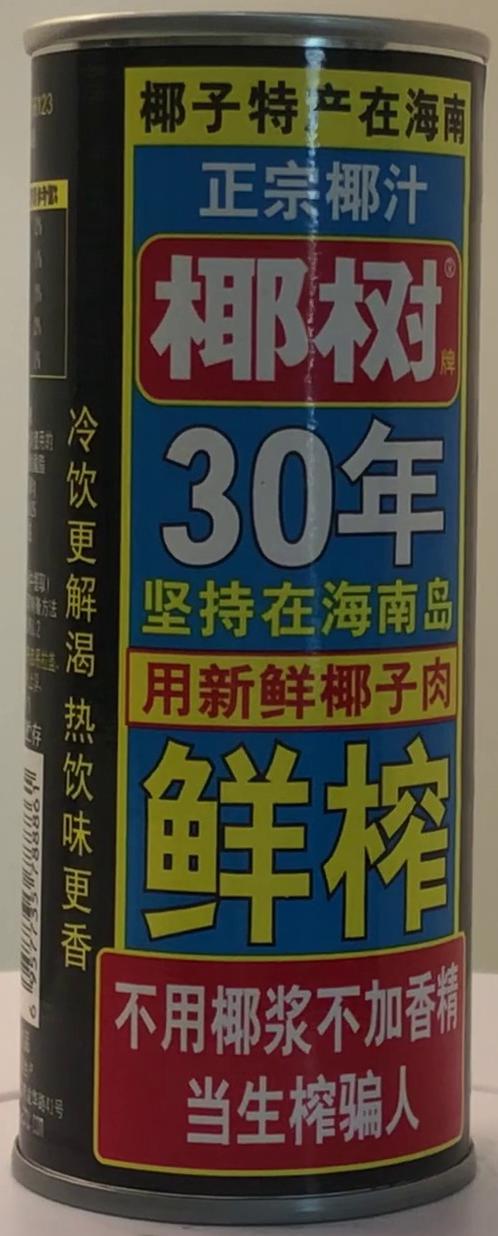 椰子特产在海南
正宗椰汁
椰树®
牌
30年
坚持在海南岛
用新鲜椰子肉
鲜榨
不用椰浆不加香精
当生榨骗人
冷饮更解渴 热饮味更香